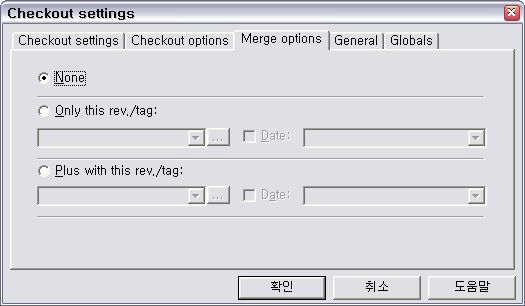 Checkout settings
Checkout settings Checkout options Merge options General Globals
None
Only this rev./tag:
... Date:
Plus with this rev./tag:
... Date:
확인 취소 도움말